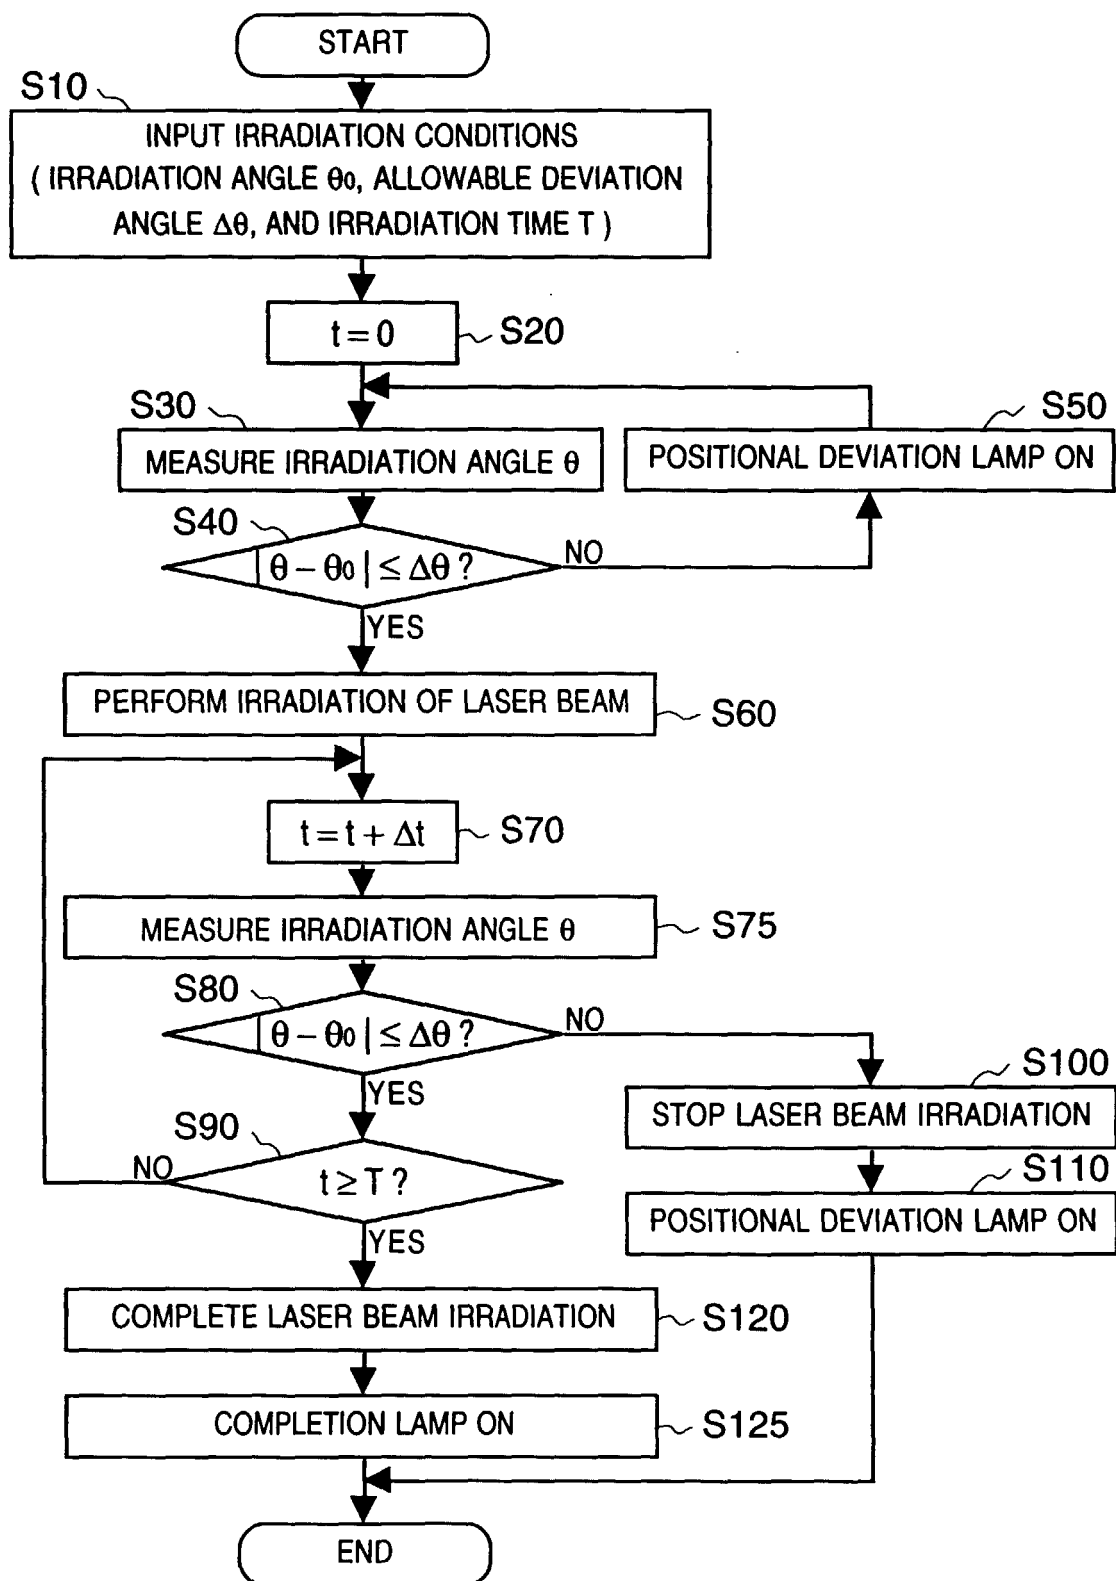 START
S10
INPUT IRRADIATION CONDITIONS
( IRRADIATION ANGLE θ0, ALLOWABLE DEVIATION
ANGLE Δθ, AND IRRADIATION TIME T )
t = 0
S20
S30
MEASURE IRRADIATION ANGLE θ
S50
POSITIONAL DEVIATION LAMP ON
S40
| θ − θ0 | ≤ Δθ ?
NO
YES
PERFORM IRRADIATION OF LASER BEAM
S60
t = t + Δt
S70
MEASURE IRRADIATION ANGLE θ
S75
S80
| θ − θ0 | ≤ Δθ ?
NO
YES
S100
STOP LASER BEAM IRRADIATION
S90
t ≥ T ?
NO
YES
S110
POSITIONAL DEVIATION LAMP ON
COMPLETE LASER BEAM IRRADIATION
S120
COMPLETION LAMP ON
S125
END